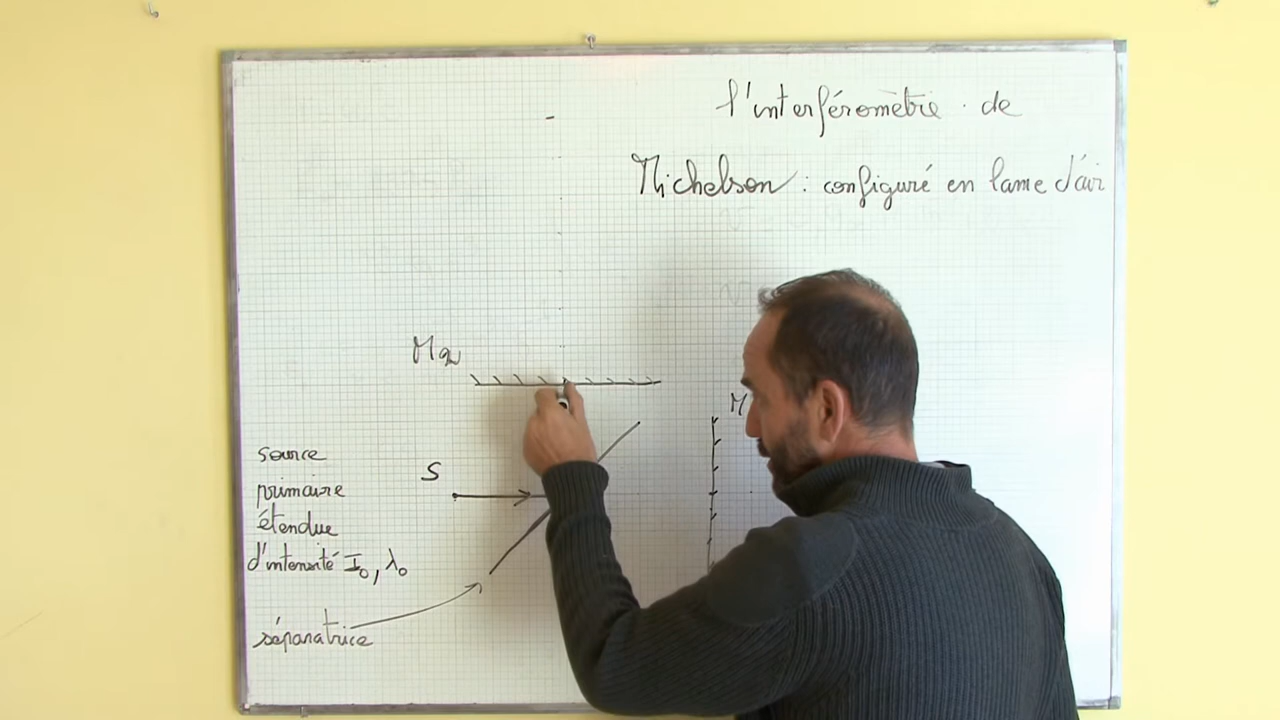 l'interféromètre de
Michelson : configuré en lame d'air
M2
M
S
source
primaire
étendue
d'intensité I0, λ0
séparatrice